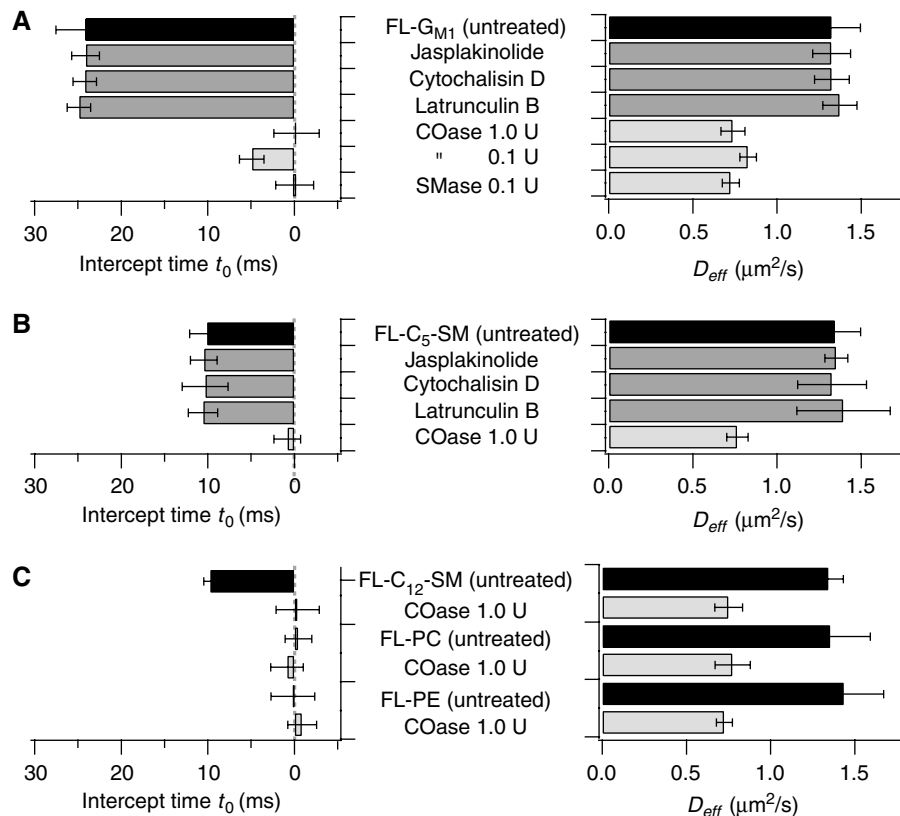 A
FL-GM1 (untreated)
Jasplakinolide
Cytochalisin D
Latrunculin B
COase 1.0 U
" 0.1 U
SMase 0.1 U
30 20 10 0
Intercept time t0 (ms)
0.0 0.5 1.0 1.5
Deff (μm2/s)
B
FL-C5-SM (untreated)
Jasplakinolide
Cytochalisin D
Latrunculin B
COase 1.0 U
30 20 10 0
Intercept time t0 (ms)
0.0 0.5 1.0 1.5
Deff (μm2/s)
C
FL-C12-SM (untreated)
COase 1.0 U
FL-PC (untreated)
COase 1.0 U
FL-PE (untreated)
COase 1.0 U
30 20 10 0
Intercept time t0 (ms)
0.0 0.5 1.0 1.5
Deff (μm2/s)